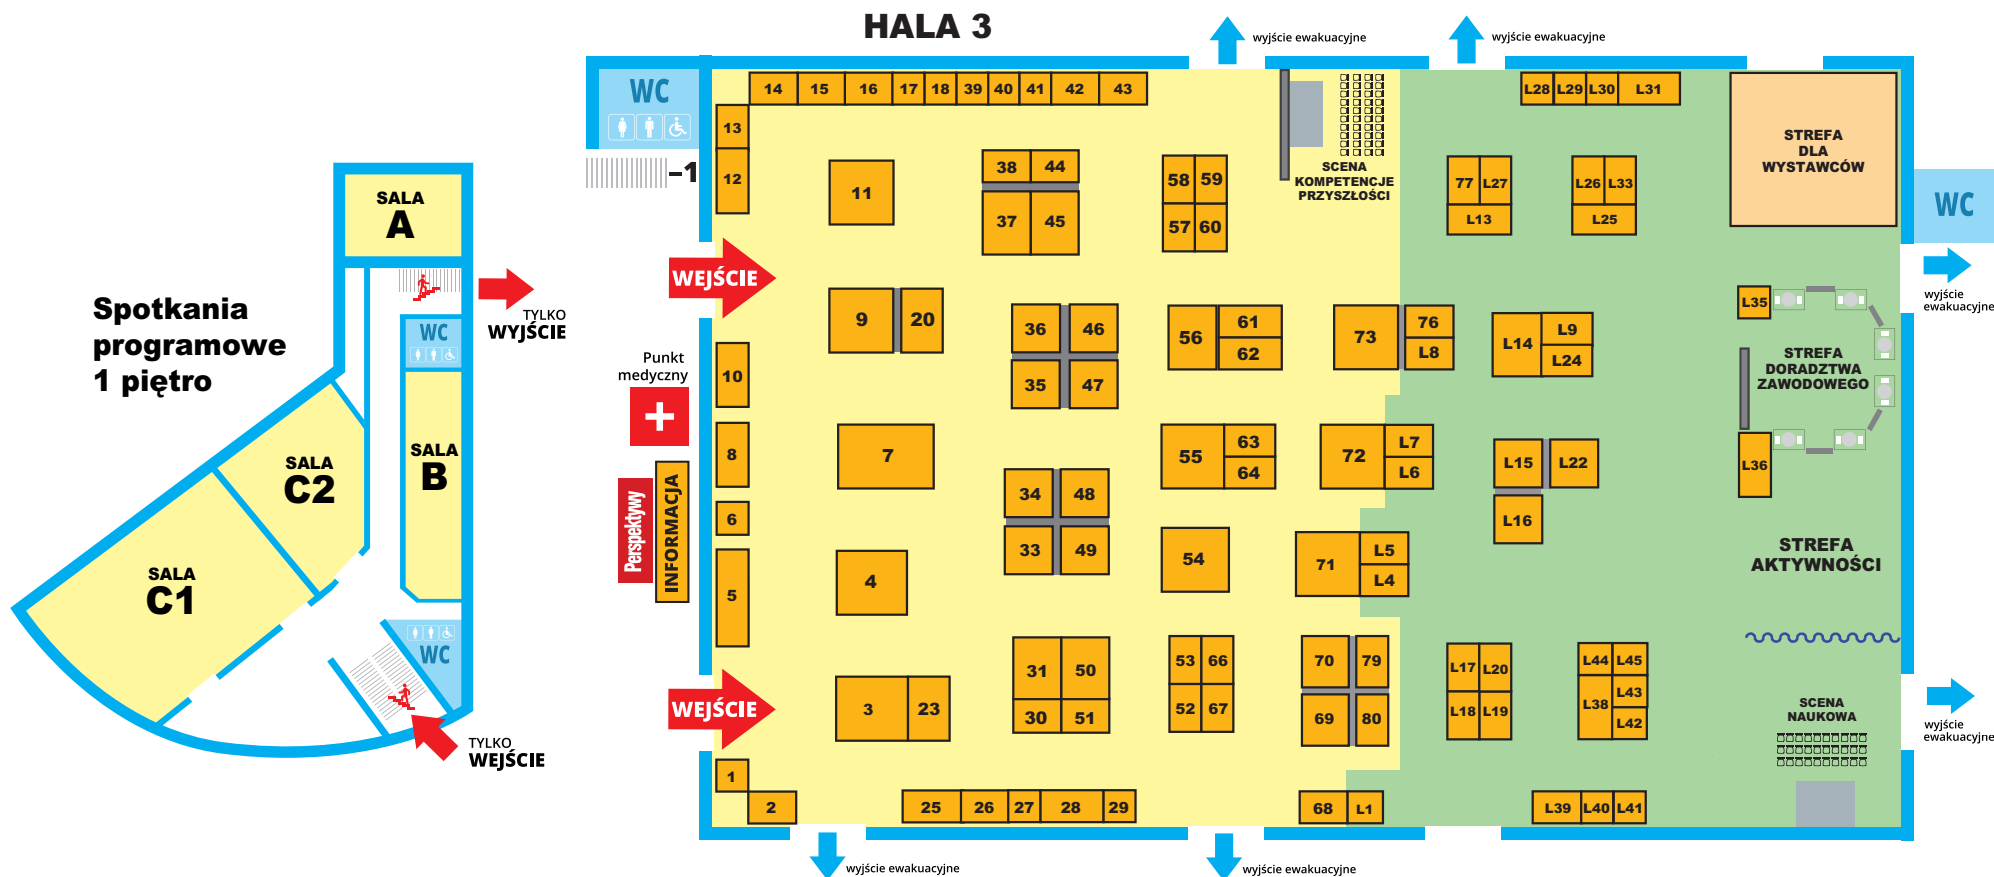 HALA 3
wyjście ewakuacyjne
wyjście ewakuacyjne
WC
-1
14 15 16 17 18 39 40 41 42 43
L28 L29 L30 L31
13
12
11
38 44
37 45
58 59
57 60
SCENA
KOMPETENCJE
PRZYSZŁOŚCI
77 L27
L13
L26 L33
L25
STREFA
DLA
WYSTAWCÓW
WC
wyjście
ewakuacyjne
SALA
A
TYLKO
WYJŚCIE
Spotkania
programowe
1 piętro
WC
SALA
B
SALA
C2
SALA
C1
WC
TYLKO
WEJŚCIE
WEJŚCIE
Punkt
medyczny
Perspektywy
INFORMACJA
WEJŚCIE
9 20
36 46
35 47
56 61
62
73 76
L8
L14 L9
L24
L35
STREFA
DORADZTWA
ZAWODOWEGO
L36
10
8
6
5
7
34 48
33 49
55 63
64
72 L7
L6
L15 L22
L16
4
54
71 L5
L4
STREFA
AKTYWNOŚCI
3 23
31 50
30 51
53 66
52 67
70 79
69 80
L17 L20
L18 L19
L44 L45
L38 L43
L42
SCENA
NAUKOWA
wyjście
ewakuacyjne
1
2
25 26 27 28 29
68 L1
L39 L40 L41
wyjście ewakuacyjne
wyjście ewakuacyjne